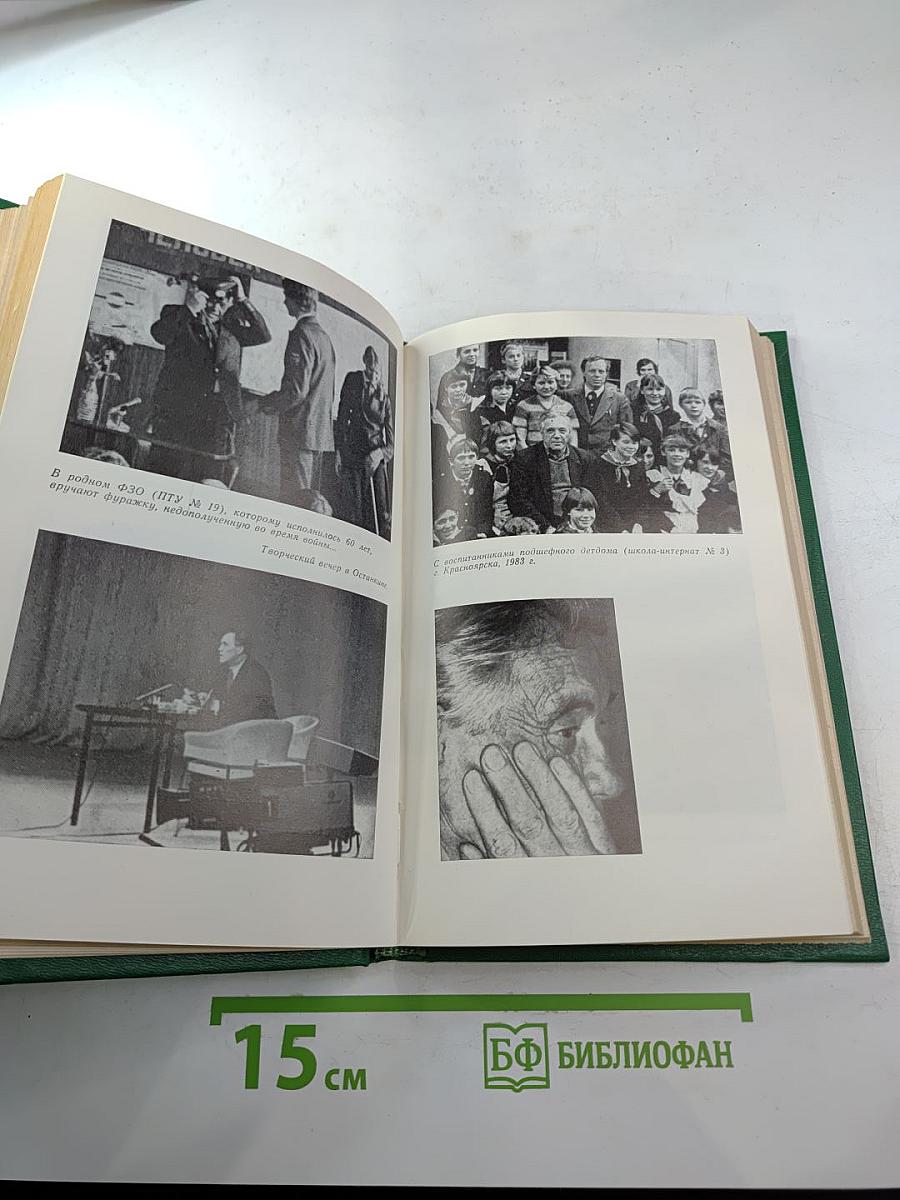 ЧЕЛОВЕК
В родном ФЗО (ПТУ № 19), которому исполнилось 60 лет,
вручают фуражку, недополученную во время войны...
Творческий вечер в Останкине
С воспитанниками подшефного детдома (школа-интернат № 3)
г. Красноярска, 1983 г.
15 см
БФ БИБЛИОФАН